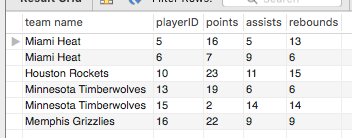 Result Grid Filter Rows: Search
team name playerID points assists rebounds
Miami Heat 5 16 5 13
Miami Heat 6 7 9 6
Houston Rockets 10 23 11 15
Minnesota Timberwolves 13 19 6 6
Minnesota Timberwolves 15 2 14 14
Memphis Grizzlies 16 22 9 9